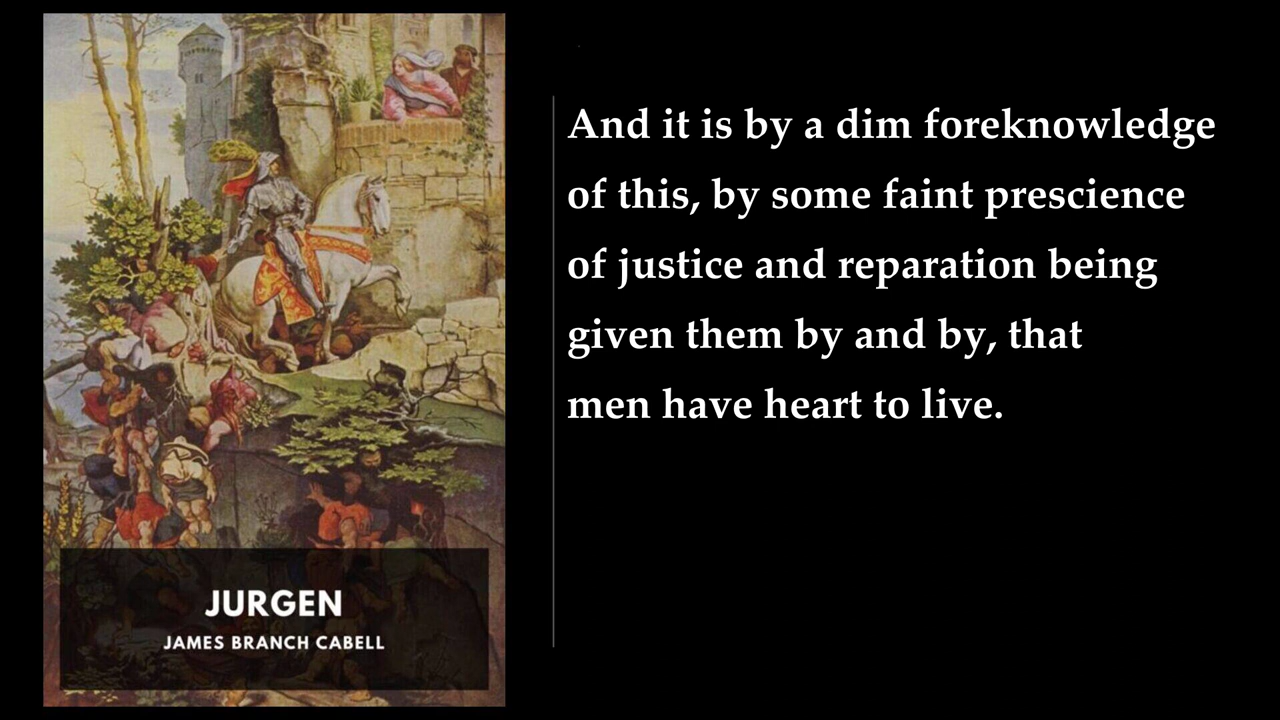 And it is by a dim foreknowledge
of this, by some faint prescience
of justice and reparation being
given them by and by, that
men have heart to live.
JURGEN
JAMES BRANCH CABELL